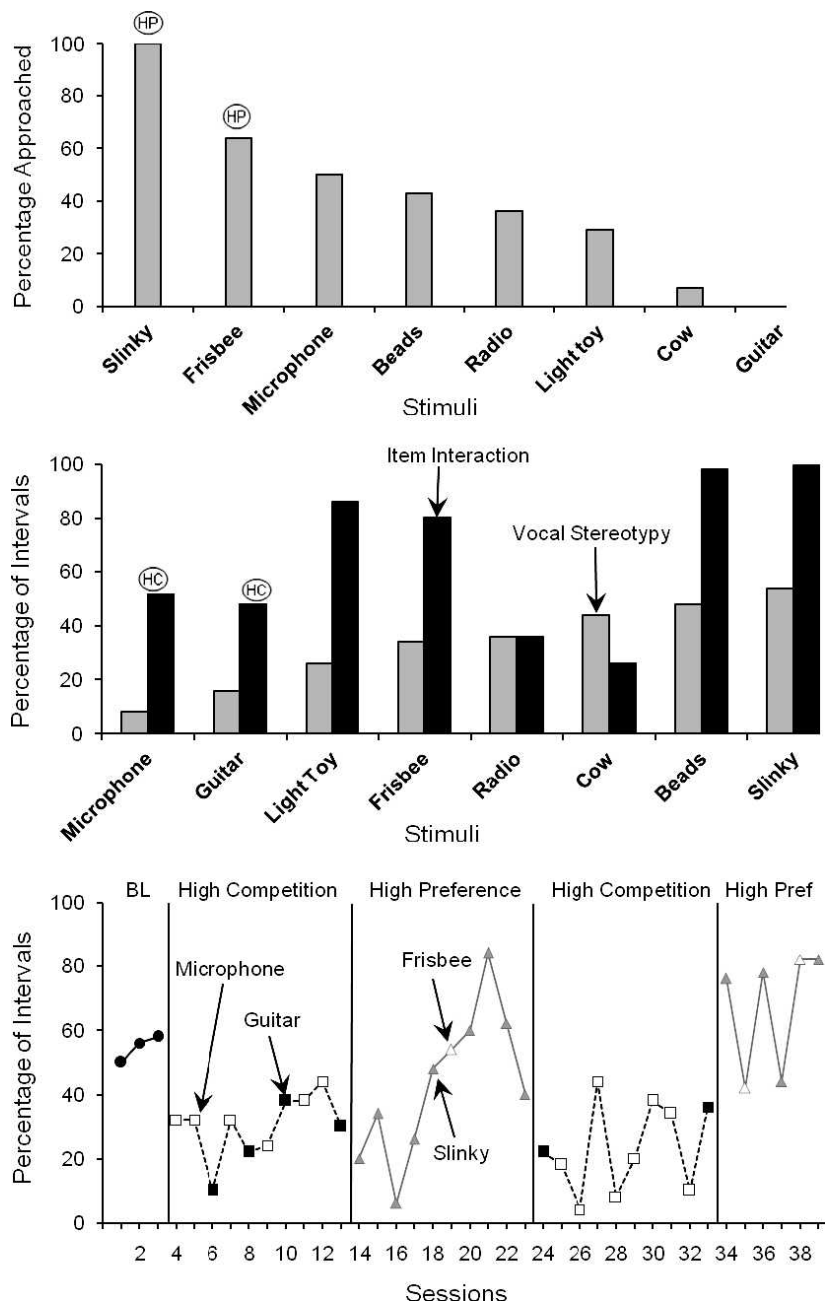 HP
HP
Percentage Approached
100
80
60
40
20
0
Slinky
Frisbee
Microphone
Beads
Radio
Light toy
Cow
Guitar
Stimuli
Item Interaction
Vocal Stereotypy
HC
HC
Percentage of Intervals
100
80
60
40
20
0
Microphone
Guitar
Light Toy
Frisbee
Radio
Cow
Beads
Slinky
Stimuli
BL High Competition High Preference High Competition High Pref
Microphone
Guitar
Frisbee
Slinky
Percentage of Intervals
100
80
60
40
20
0
2 4 6 8 10 12 14 16 18 20 22 24 26 28 30 32 34 36 38
Sessions